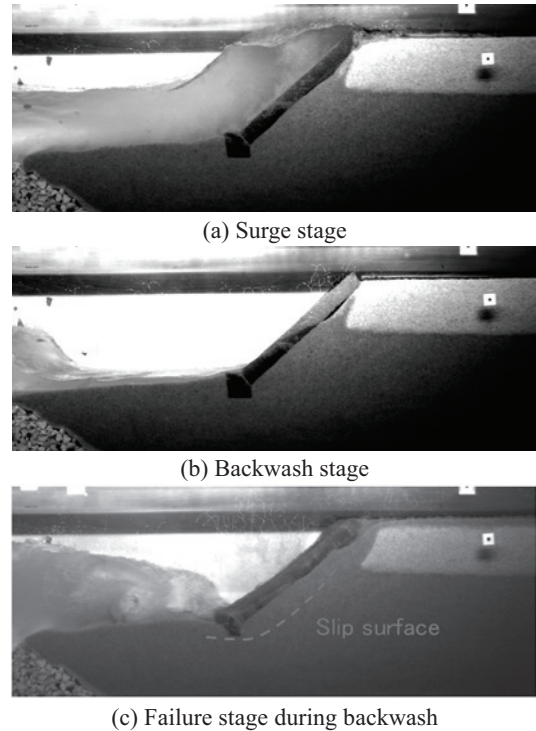 (a) Surge stage
(b) Backwash stage
Slip surface
(c) Failure stage during backwash